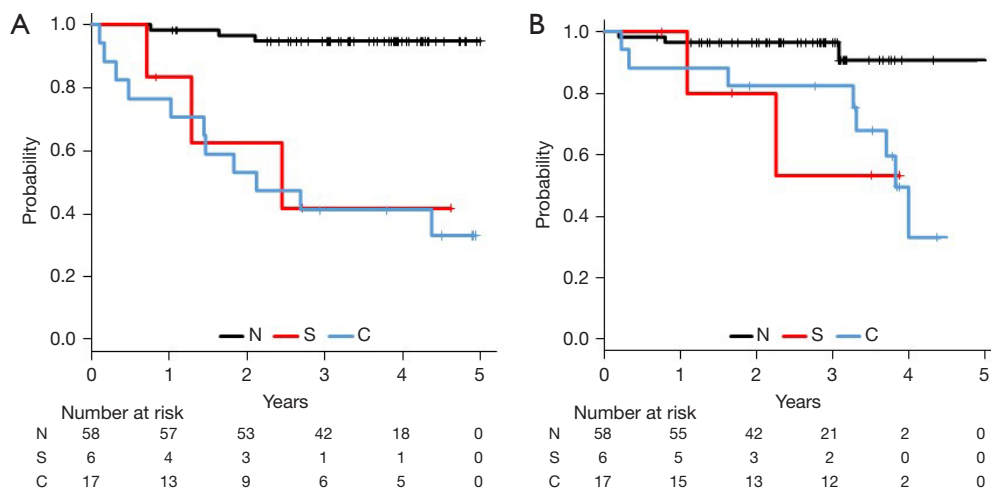 A
1.0
0.8
0.6
0.4
0.2
0.0
Probability
N S C
0 1 2 3 4 5
Years
Number at risk
N 58 57 53 42 18 0
S 6 4 3 1 1 0
C 17 13 9 6 5 0
B
1.0
0.8
0.6
0.4
0.2
0.0
Probability
N S C
0 1 2 3 4 5
Years
Number at risk
N 58 55 42 21 2 0
S 6 5 3 2 0 0
C 17 15 13 12 2 0